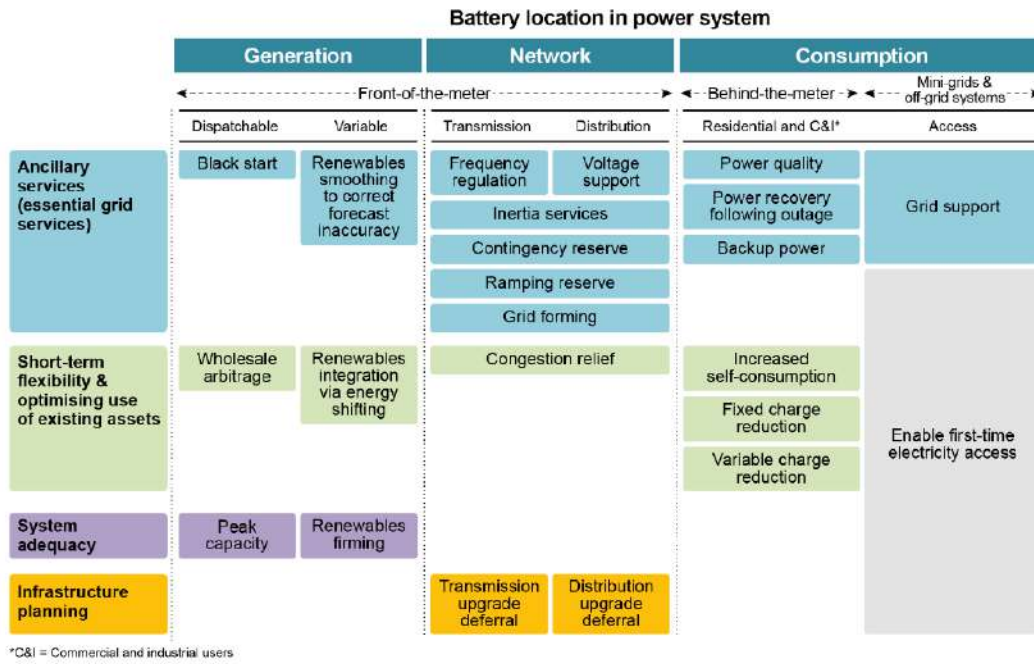 Battery location in power system
Generation
Network
Consumption
Front-of-the-meter
Behind-the-meter
Mini-grids &
off-grid systems
Dispatchable
Variable
Transmission
Distribution
Residential and C&I*
Access
Ancillary
services
(essential grid
services)
Black start
Renewables
smoothing
to correct
forecast
inaccuracy
Frequency
regulation
Voltage
support
Inertia services
Contingency reserve
Ramping reserve
Grid forming
Power quality
Power recovery
following outage
Backup power
Grid support
Short-term
flexibility &
optimising use
of existing assets
Wholesale
arbitrage
Renewables
integration
via energy
shifting
Congestion relief
Increased
self-consumption
Fixed charge
reduction
Variable charge
reduction
Enable first-time
electricity access
System
adequacy
Peak
capacity
Renewables
firming
Infrastructure
planning
Transmission
upgrade
deferral
Distribution
upgrade
deferral
*C&I = Commercial and industrial users